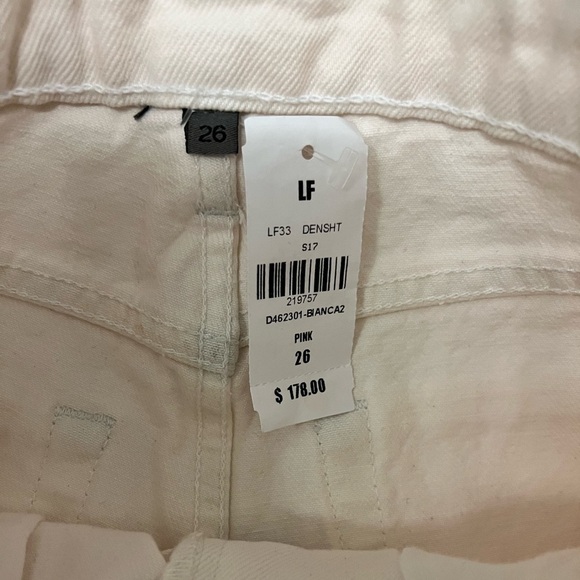 26
LF
LF33 DENSHT
S17
219757
D462301-BIANCA2
PINK
26
$ 178.00